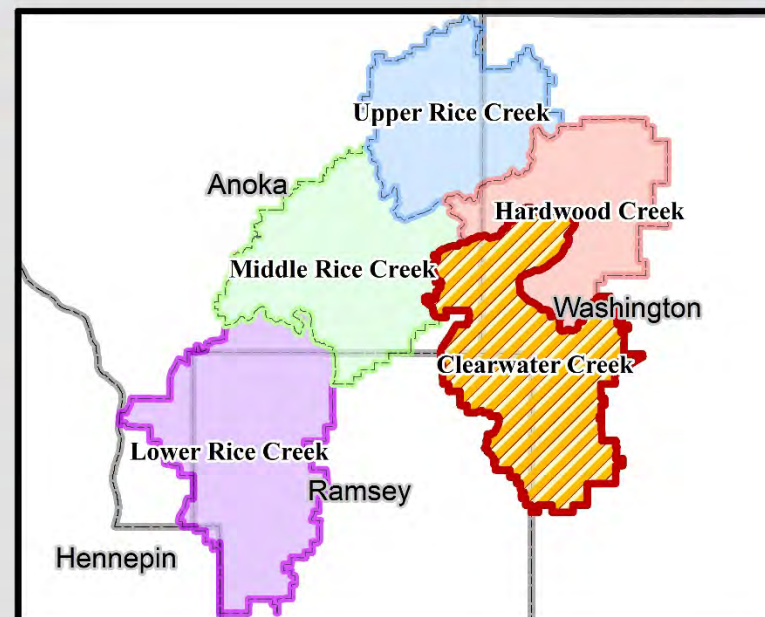 Upper Rice Creek
Anoka
Hardwood Creek
Middle Rice Creek
Washington
Clearwater Creek
Lower Rice Creek
Ramsey
Hennepin